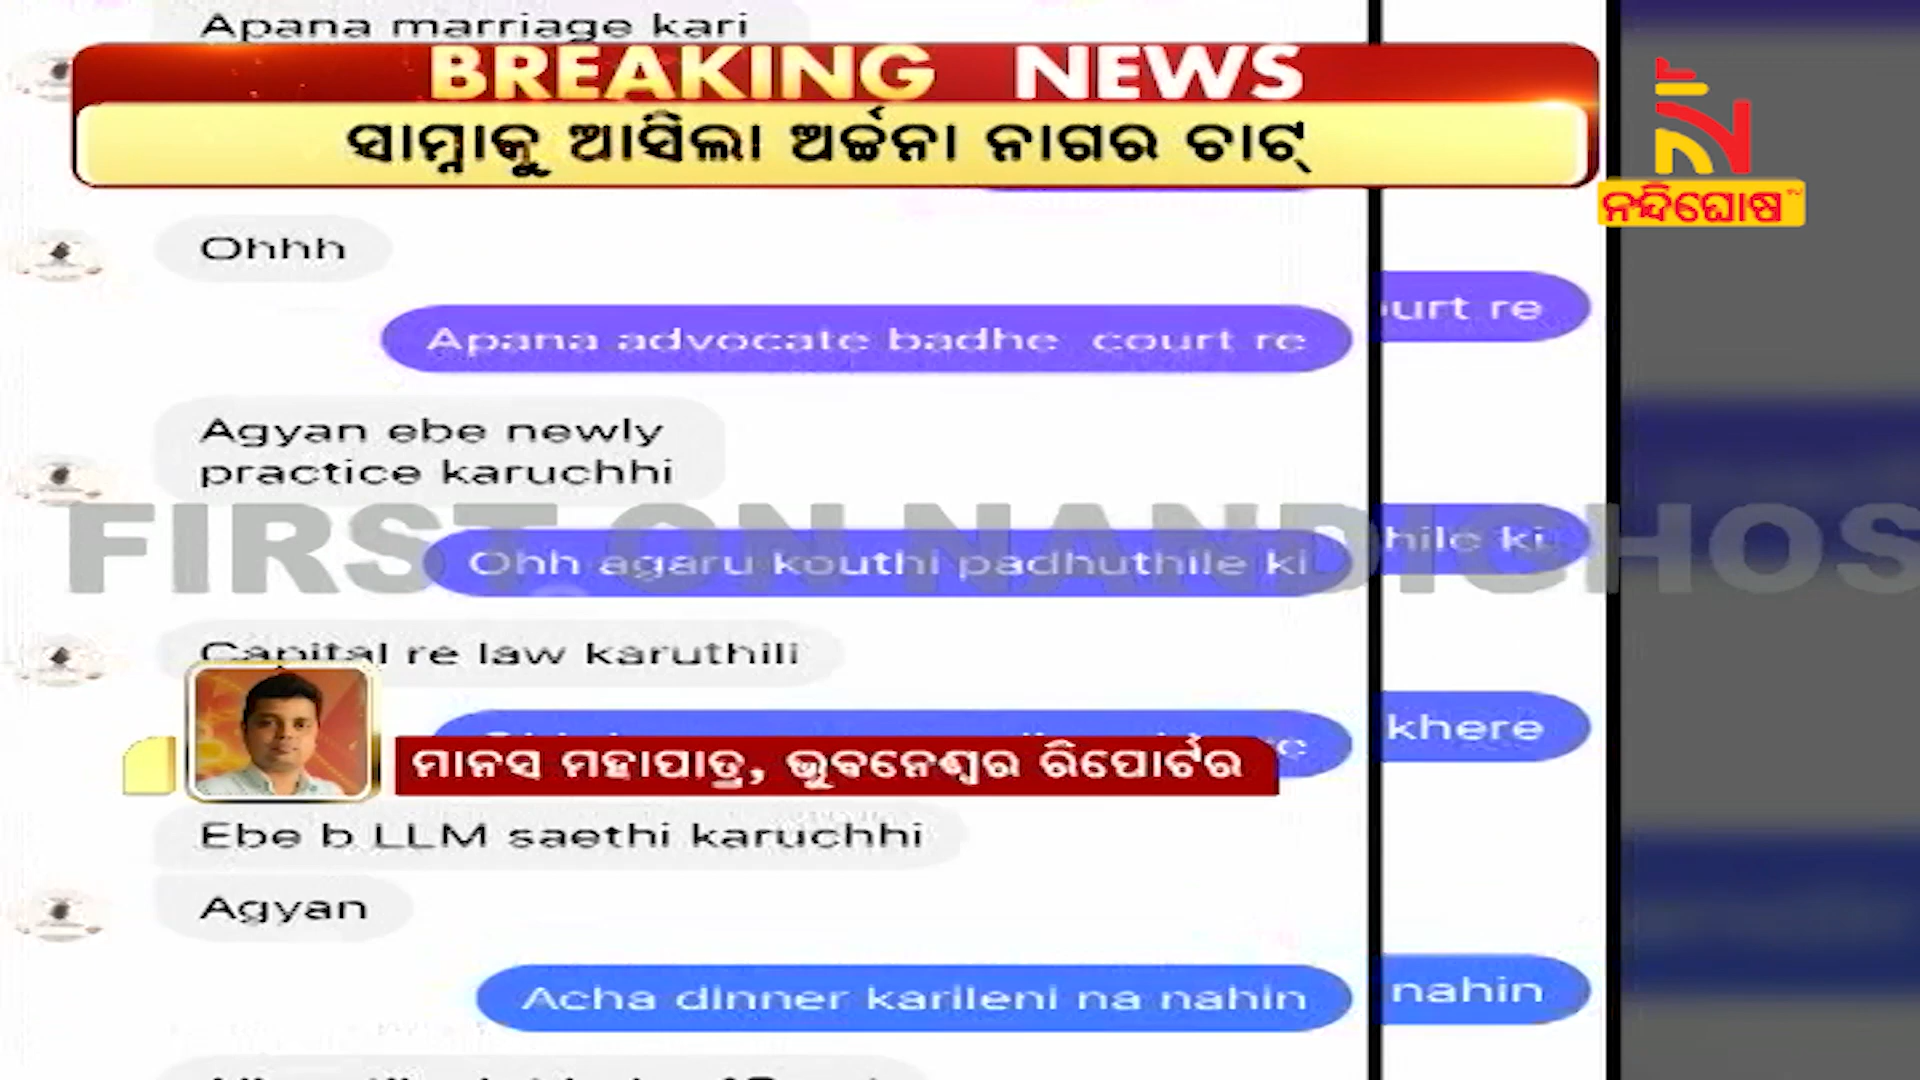 Apana marriage kari
BREAKING NEWS
ସାମ୍ନାକୁ ଆସିଲା ଅର୍ଚ୍ଚନା ନାଗର ଚାଟ୍
ନନ୍ଦିଘୋଷ
Ohhh
urt re
Apana advocate badhe court re
Agyan ebe newly
practice karuchhi
FIRST ON NANDIGHOS
hile ki
Ohh agaru kouthi padhuthile ki
Capital re law karuthili
khere
ମାନସ ମହାପାତ୍ର, ଭୁବନେଶ୍ୱର ରିପୋର୍ଟର
Ebe b LLM saethi karuchhi
Agyan
Acha dinner karileni na nahin
nahin